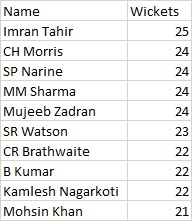 Name Wickets
Imran Tahir 25
CH Morris 24
SP Narine 24
MM Sharma 24
Mujeeb Zadran 24
SR Watson 23
CR Brathwaite 22
B Kumar 22
Kamlesh Nagarkoti 22
Mohsin Khan 21